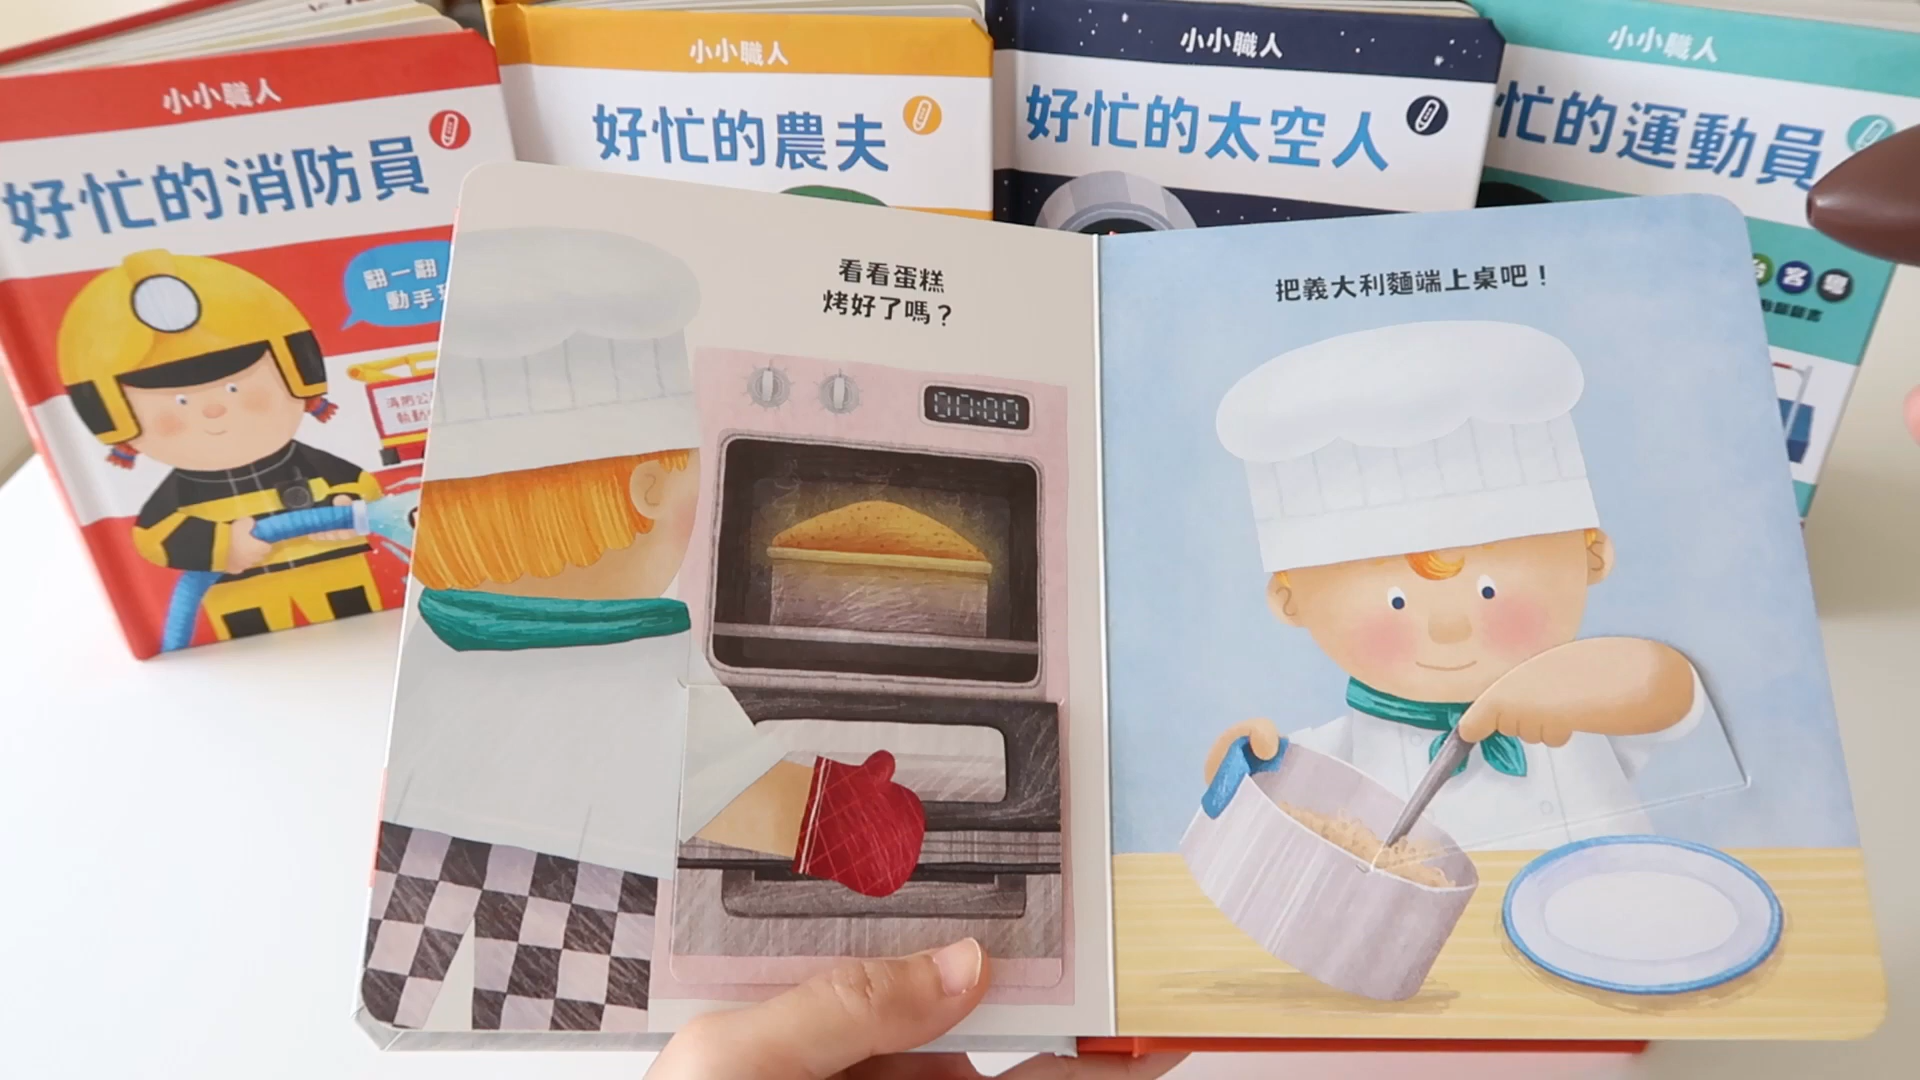 小小職人
好忙的消防員
翻一翻
動手
小小職人
好忙的農夫
小小職人
好忙的太空人
小小職人
忙的運動員
看看蛋糕
烤好了嗎？
00:00
把義大利麵端上桌吧！